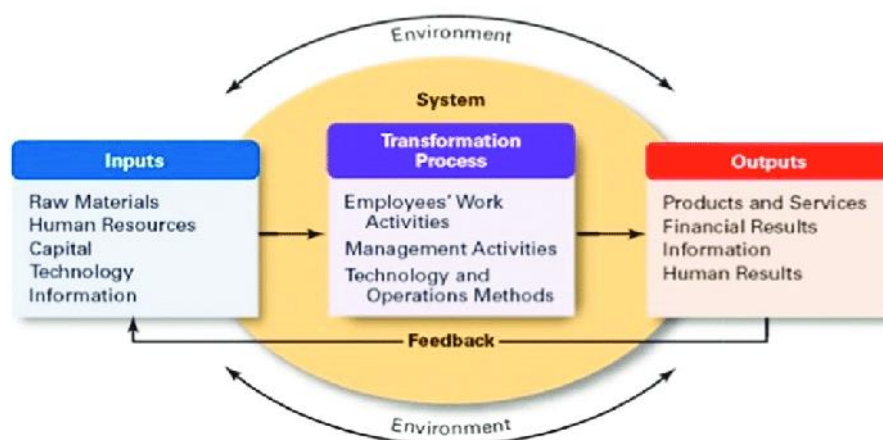 Environment
System
Inputs
Raw Materials
Human Resources
Capital
Technology
Information
Transformation
Process
Employees' Work
Activities
Management Activities
Technology and
Operations Methods
Outputs
Products and Services
Financial Results
Information
Human Results
Feedback
Environment